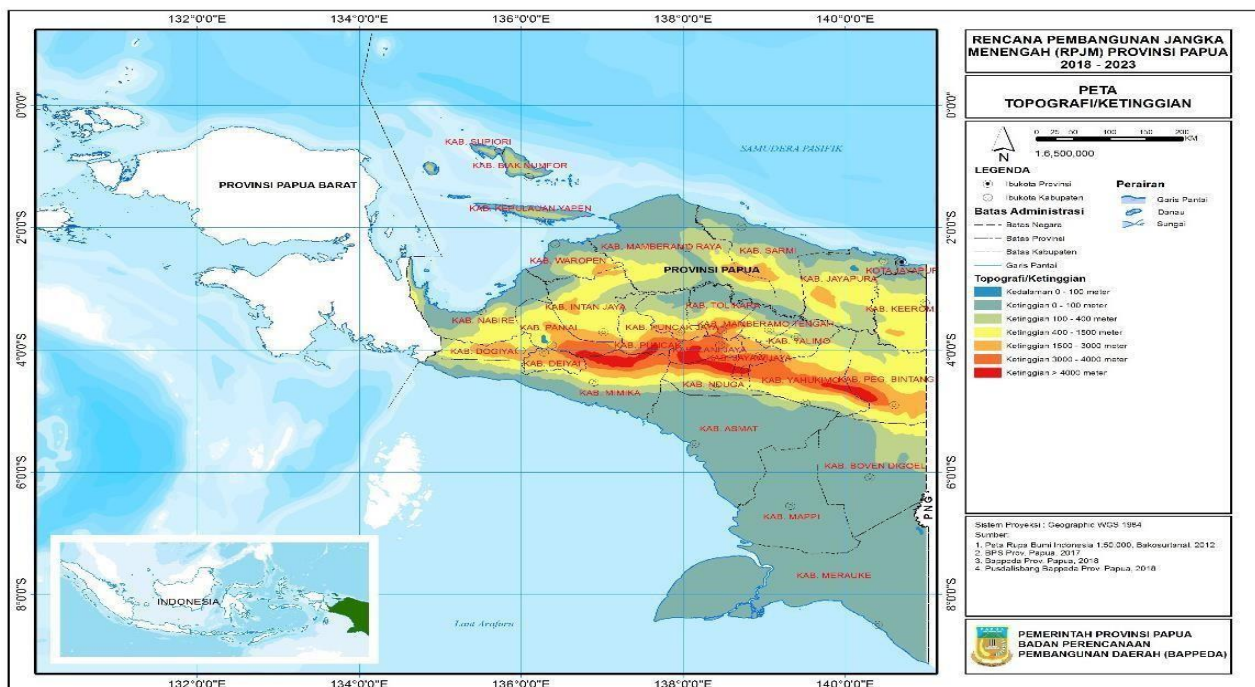 132°0'0"E
134°0'0"E
136°0'0"E
138°0'0"E
140°0'0"E
RENCANA PEMBANGUNAN JANGKA
MENENGAH (RPJM) PROVINSI PAPUA
2018 - 2023
PETA
TOPOGRAFI/KETINGGIAN
0 25 50 100 150 200
KM
N
1:6,500,000
LEGENDA
Ibukota Provinsi
Ibukota Kabupaten
Batas Administrasi
Batas Negara
Batas Provinsi
Batas Kabupaten
Garis Pantai
Perairan
Garis Pantai
Danau
Sungai
Topografi/Ketinggian
Kedalaman 0 - 100 meter
Ketinggian 0 - 100 meter
Ketinggian 100 - 400 meter
Ketinggian 400 - 1500 meter
Ketinggian 1500 - 3000 meter
Ketinggian 3000 - 4000 meter
Ketinggian > 4000 meter
Sistem Proyeksi : Geographic WGS 1984
Sumber:
1. Peta Rupa Bumi Indonesia 1:50.000, Bakosurtanal, 2012
2. BPS Prov. Papua, 2017
3. Bappeda Prov. Papua, 2018
4. Pusdalisbang Bappeda Prov. Papua, 2018
PEMERINTAH PROVINSI PAPUA
BADAN PERENCANAAN
PEMBANGUNAN DAERAH (BAPPEDA)
0°0'0"
2°0'0"S
4°0'0"S
6°0'0"S
8°0'0"S
KAB. SUPIORI
SAMUDERA PASIFIK
KAB. BIAK NUMFOR
PROVINSI PAPUA BARAT
KAB. KEPULAUAN YAPEN
KAB. MAMBERAMO RAYA
KAB. SARMI
KAB. WAROPEN
PROVINSI PAPUA
KOTA JAYAPURA
KAB. JAYAPURA
KAB. INTAN JAYA
KAB. TOLIKARA
KAB. KEEROM
KAB. NABIRE
KAB. PANIAI
KAB. PUNCAK JAYA
KAB. MAMBERAMO TENGAH
KAB. YALIMO
KAB. DOGIYAI
KAB. PUNCAK
KAB. DEIYAI
KAB. NDUGA
KAB. YAHUKIMO
KAB. PEG. BINTANG
KAB. MIMIKA
KAB. ASMAT
KAB. BOVEN DIGOEL
PNG
KAB. MAPPI
KAB. MERAUKE
INDONESIA
Laut Arafuru
0°0'0"
2°0'0"S
4°0'0"S
6°0'0"S
8°0'0"S
132°0'0"E
134°0'0"E
136°0'0"E
138°0'0"E
140°0'0"E